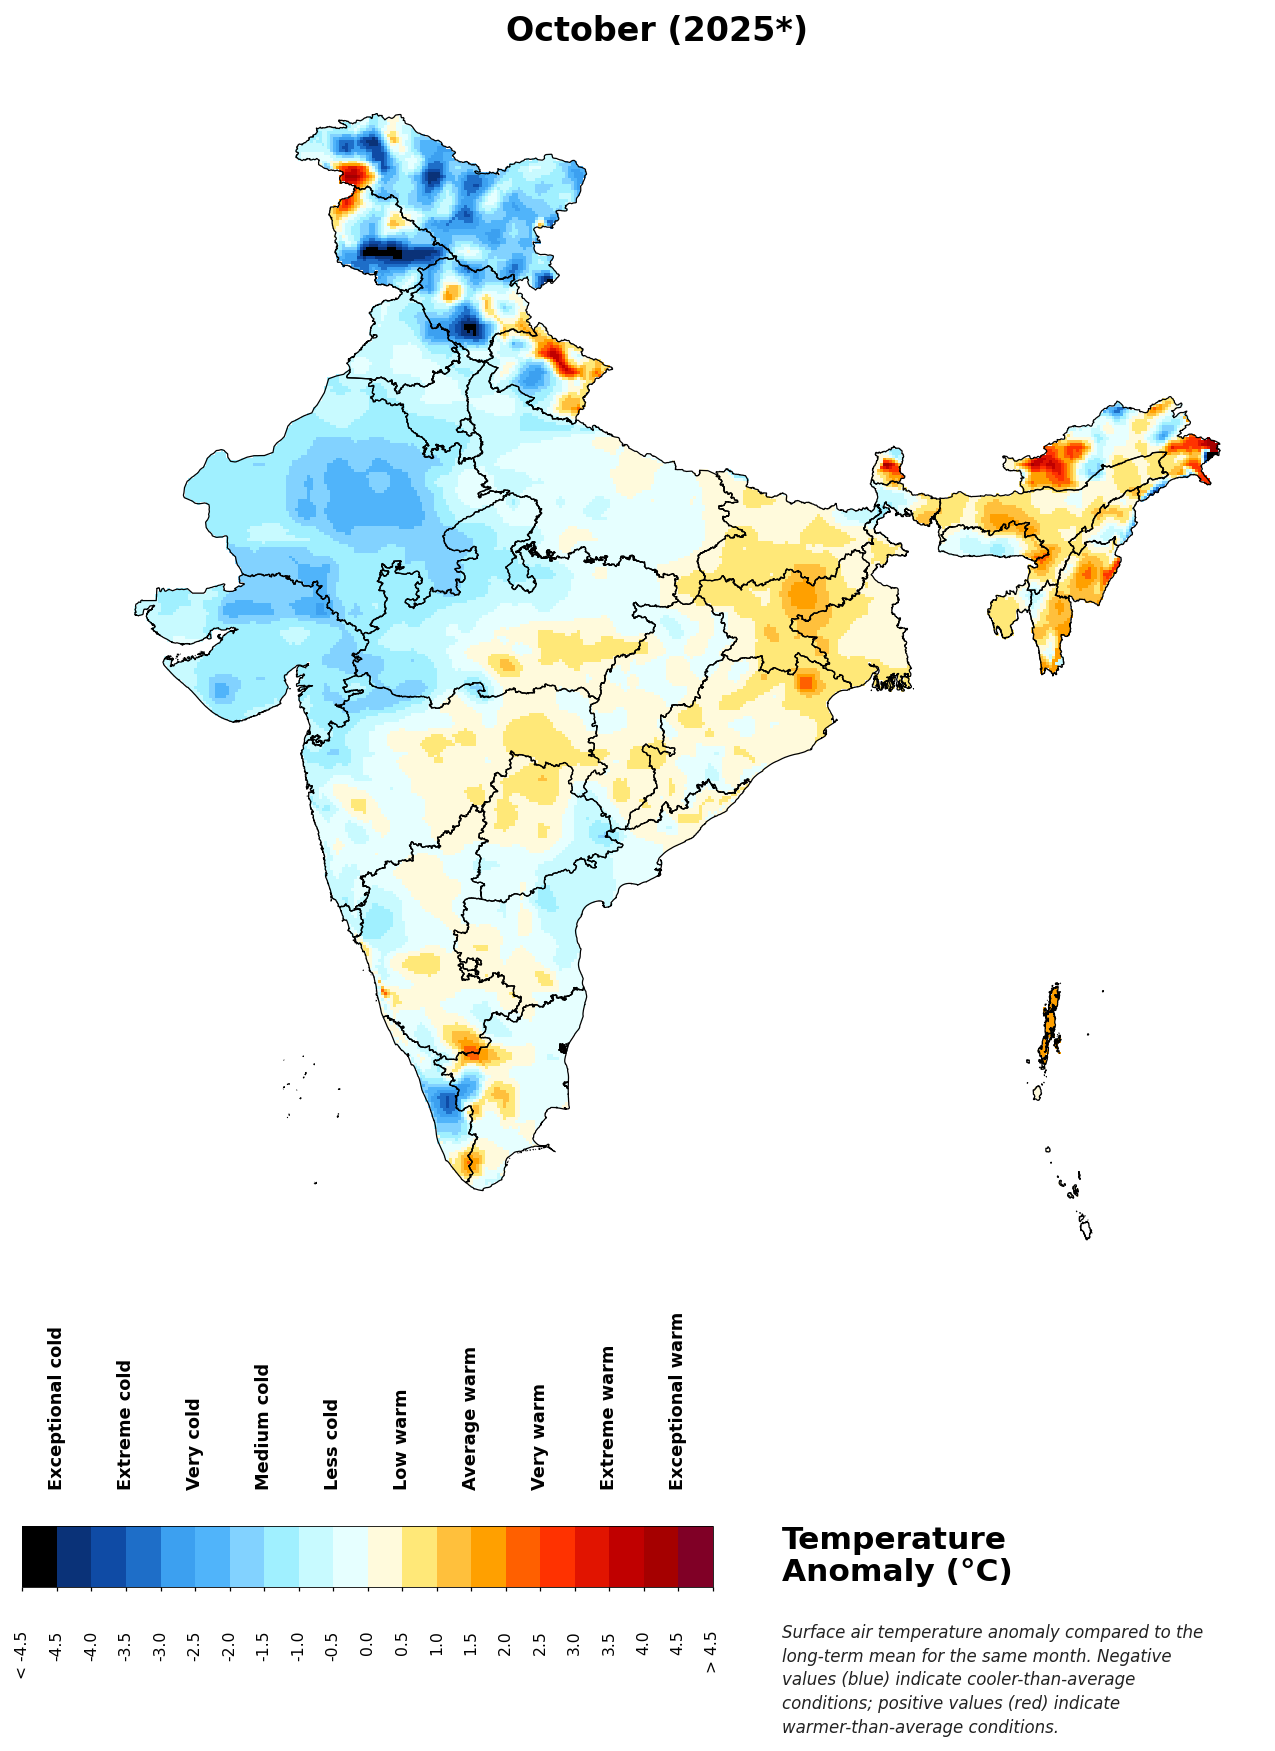 October (2025*)
Exceptional cold
Extreme cold
Very cold
Medium cold
Less cold
Low warm
Average warm
Very warm
Extreme warm
Exceptional warm
< -4.5
-4.5
-4.0
-3.5
-3.0
-2.5
-2.0
-1.5
-1.0
-0.5
0.0
0.5
1.0
1.5
2.0
2.5
3.0
3.5
4.0
4.5
> 4.5
Temperature
Anomaly (°C)
Surface air temperature anomaly compared to the
long-term mean for the same month. Negative
values (blue) indicate cooler-than-average
conditions; positive values (red) indicate
warmer-than-average conditions.